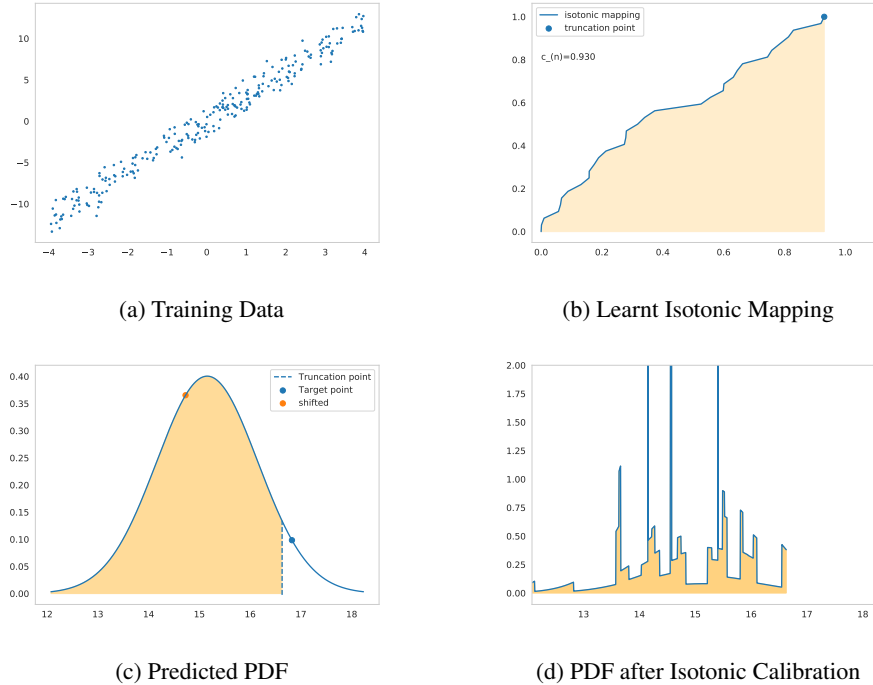 10
5
0
−5
−10
−4 −3 −2 −1 0 1 2 3 4
(a) Training Data
isotonic mapping
truncation point
c_(n)=0.930
1.0
0.8
0.6
0.4
0.2
0.0
0.0 0.2 0.4 0.6 0.8 1.0
(b) Learnt Isotonic Mapping
Truncation point
Target point
shifted
0.40
0.35
0.30
0.25
0.20
0.15
0.10
0.05
0.00
12 13 14 15 16 17 18
(c) Predicted PDF
2.00
1.75
1.50
1.25
1.00
0.75
0.50
0.25
0.00
13 14 15 16 17 18
(d) PDF after Isotonic Calibration